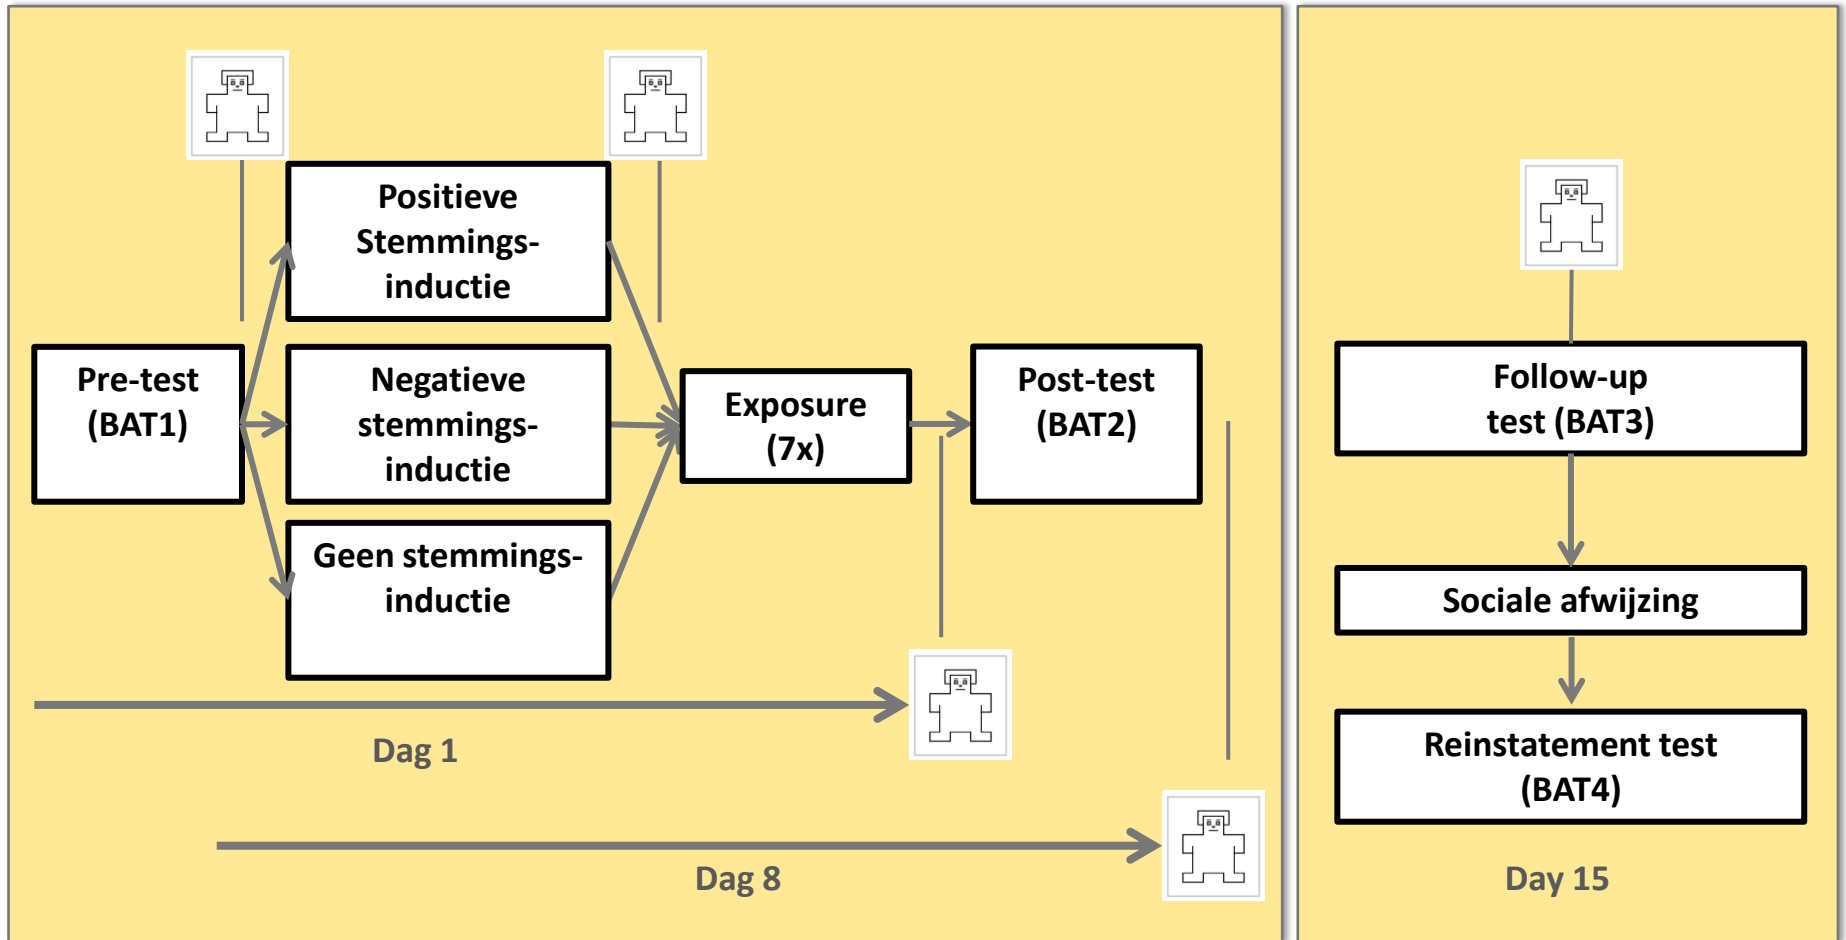 Positieve
Stemmings-
inductie
Pre-test
(BAT1)
Negatieve
stemmings-
inductie
Geen stemmings-
inductie
Exposure
(7x)
Post-test
(BAT2)
Dag 1
Dag 8
Follow-up
test (BAT3)
Sociale afwijzing
Reinstatement test
(BAT4)
Day 15